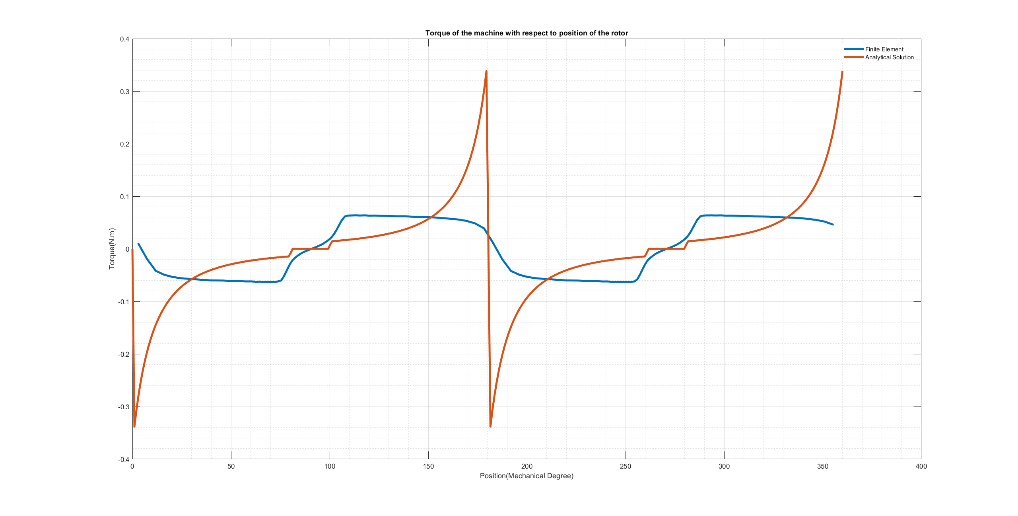 Torque of the machine with respect to position of the rotor
Finite Element
Analytical Solution
0.4
0.3
0.2
0.1
0
-0.1
-0.2
-0.3
-0.4
Torque(N.m)
0 50 100 150 200 250 300 350 400
Position(Mechanical Degree)